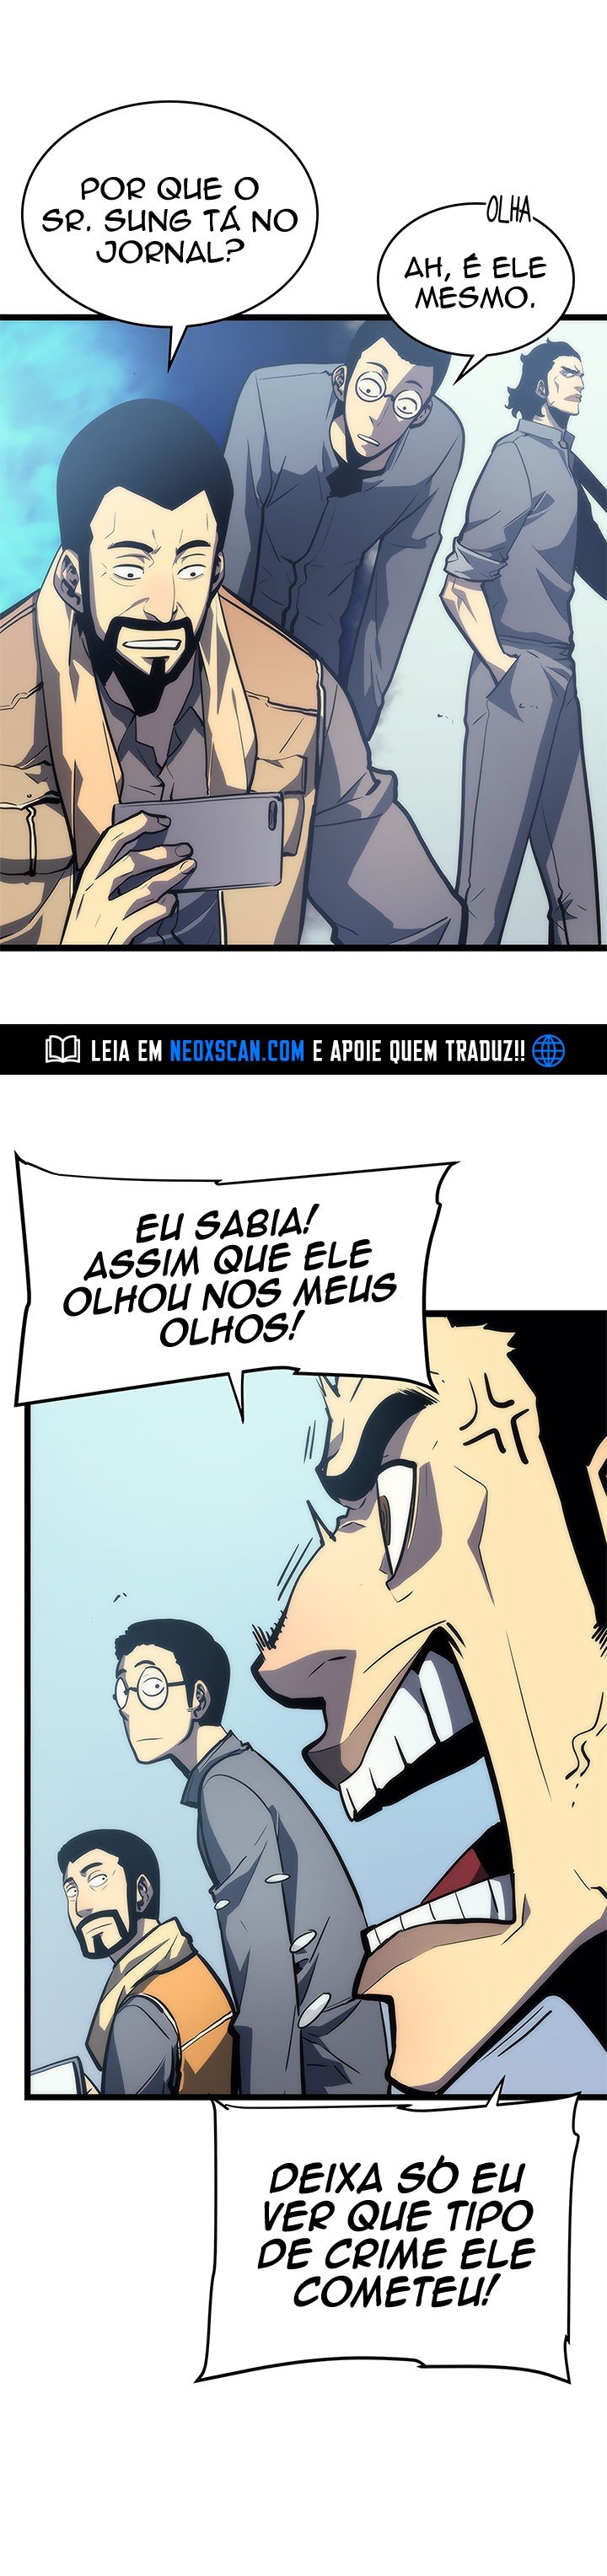 POR QUE O
SR. SUNG TÁ NO
JORNAL?
OLHA
AH, É ELE
MESMO.
LEIA EM NEOXSCAN.COM E APOIE QUEM TRADUZ!!
EU SABIA!
ASSIM QUE ELE
OLHOU NOS MEUS
OLHOS!
DEIXA SÓ EU
VER QUE TIPO
DE CRIME ELE
COMETEU!